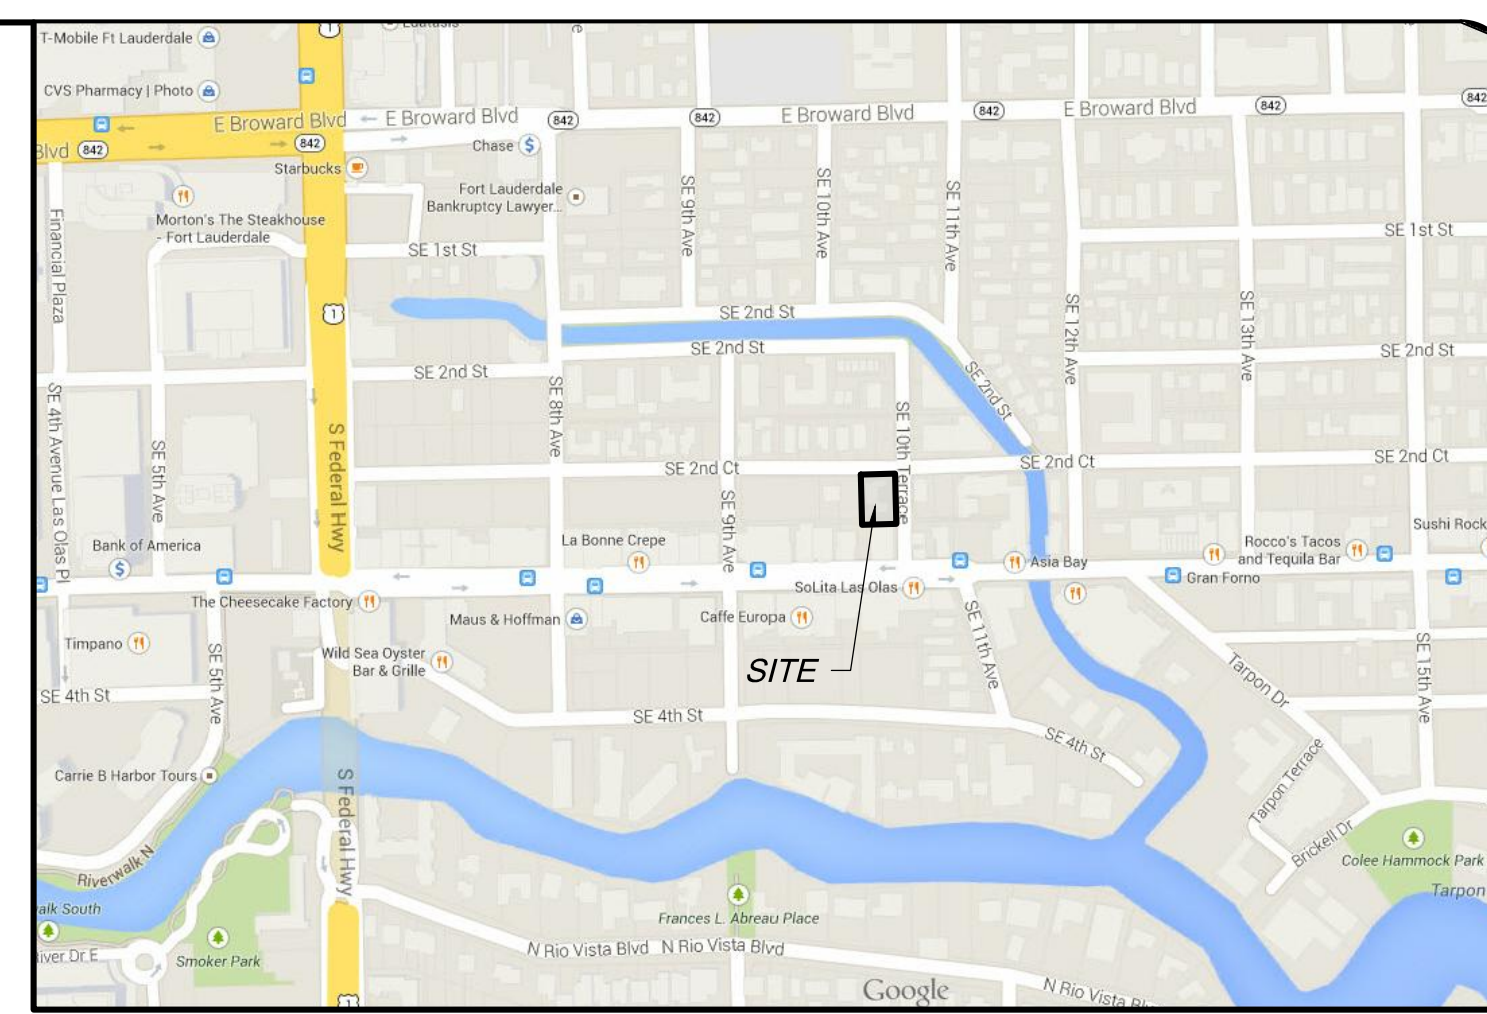 T-Mobile Ft Lauderdale
CVS Pharmacy | Photo
1
E Broward Blvd
E Broward Blvd
842
842
E Broward Blvd
842
E Broward Blvd
842
842
Blvd
842
842
Starbucks
Chase
Fort Lauderdale
Bankruptcy Lawyer...
Morton's The Steakhouse
- Fort Lauderdale
Financial Plaza
SE 9th Ave
SE 10th Ave
SE 11th Ave
SE 1st St
SE 1st St
1
SE 2nd St
SE 2nd St
SE 2nd St
SE 2nd St
SE 2nd St
SE 12th Ave
SE 13th Ave
SE 4th Avenue Las Olas Pl
SE 5th Ave
S Federal Hwy
SE 8th Ave
SE 10th Terrace
SE 2nd Ct
SE 2nd Ct
SE 2nd Ct
SE 9th Ave
Bank of America
La Bonne Crepe
Sushi Rock
Rocco's Tacos
and Tequila Bar
Asia Bay
Gran Forno
SoLita Las Olas
The Cheesecake Factory
Maus & Hoffman
Caffe Europa
SE 11th Ave
Timpano
SE 5th Ave
Wild Sea Oyster
Bar & Grille
SITE
Tarpon Dr
SE 15th Ave
SE 4th St
SE 4th St
SE 4th St
Carrie B Harbor Tours
S Federal Hwy
Tarpon Terrace
Brickell Dr
Colee Hammock Park
Tarpon
Riverwalk N
alk South
iver Dr E
Smoker Park
Frances L. Abreau Place
N Rio Vista Blvd
N Rio Vista Blvd
N Rio Vista Bl
Google
1